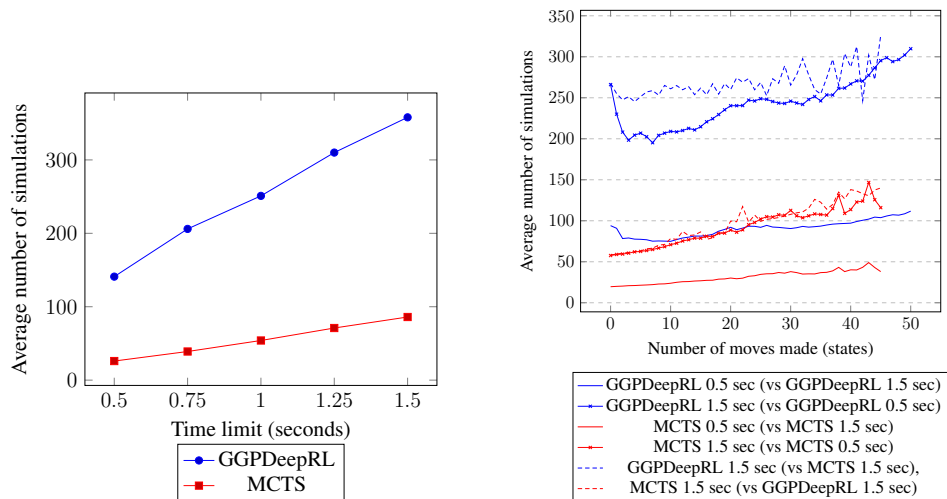 Average number of simulations
300
200
100
0
0.5 0.75 1 1.25 1.5
Time limit (seconds)
GGPDeepRL
MCTS
Average number of simulations
350
300
250
200
150
100
50
0
0 10 20 30 40 50
Number of moves made (states)
GGPDeepRL 0.5 sec (vs GGPDeepRL 1.5 sec)
GGPDeepRL 1.5 sec (vs GGPDeepRL 0.5 sec)
MCTS 0.5 sec (vs MCTS 1.5 sec)
MCTS 1.5 sec (vs MCTS 0.5 sec)
GGPDeepRL 1.5 sec (vs MCTS 1.5 sec),
MCTS 1.5 sec (vs GGPDeepRL 1.5 sec)